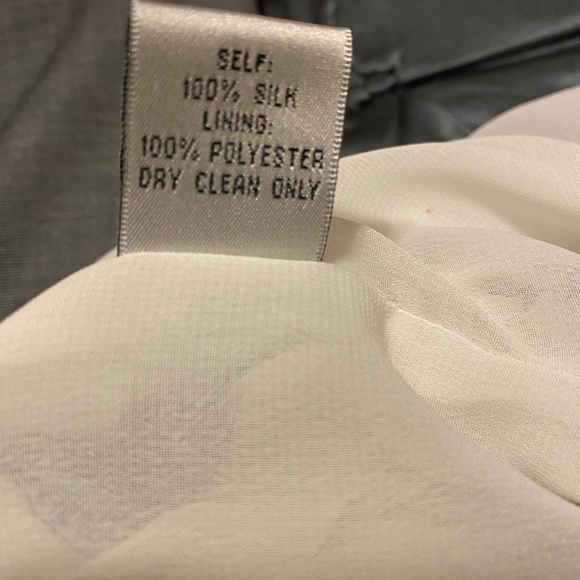 SELF:
100% SILK
LINING:
100% POLYESTER
DRY CLEAN ONLY